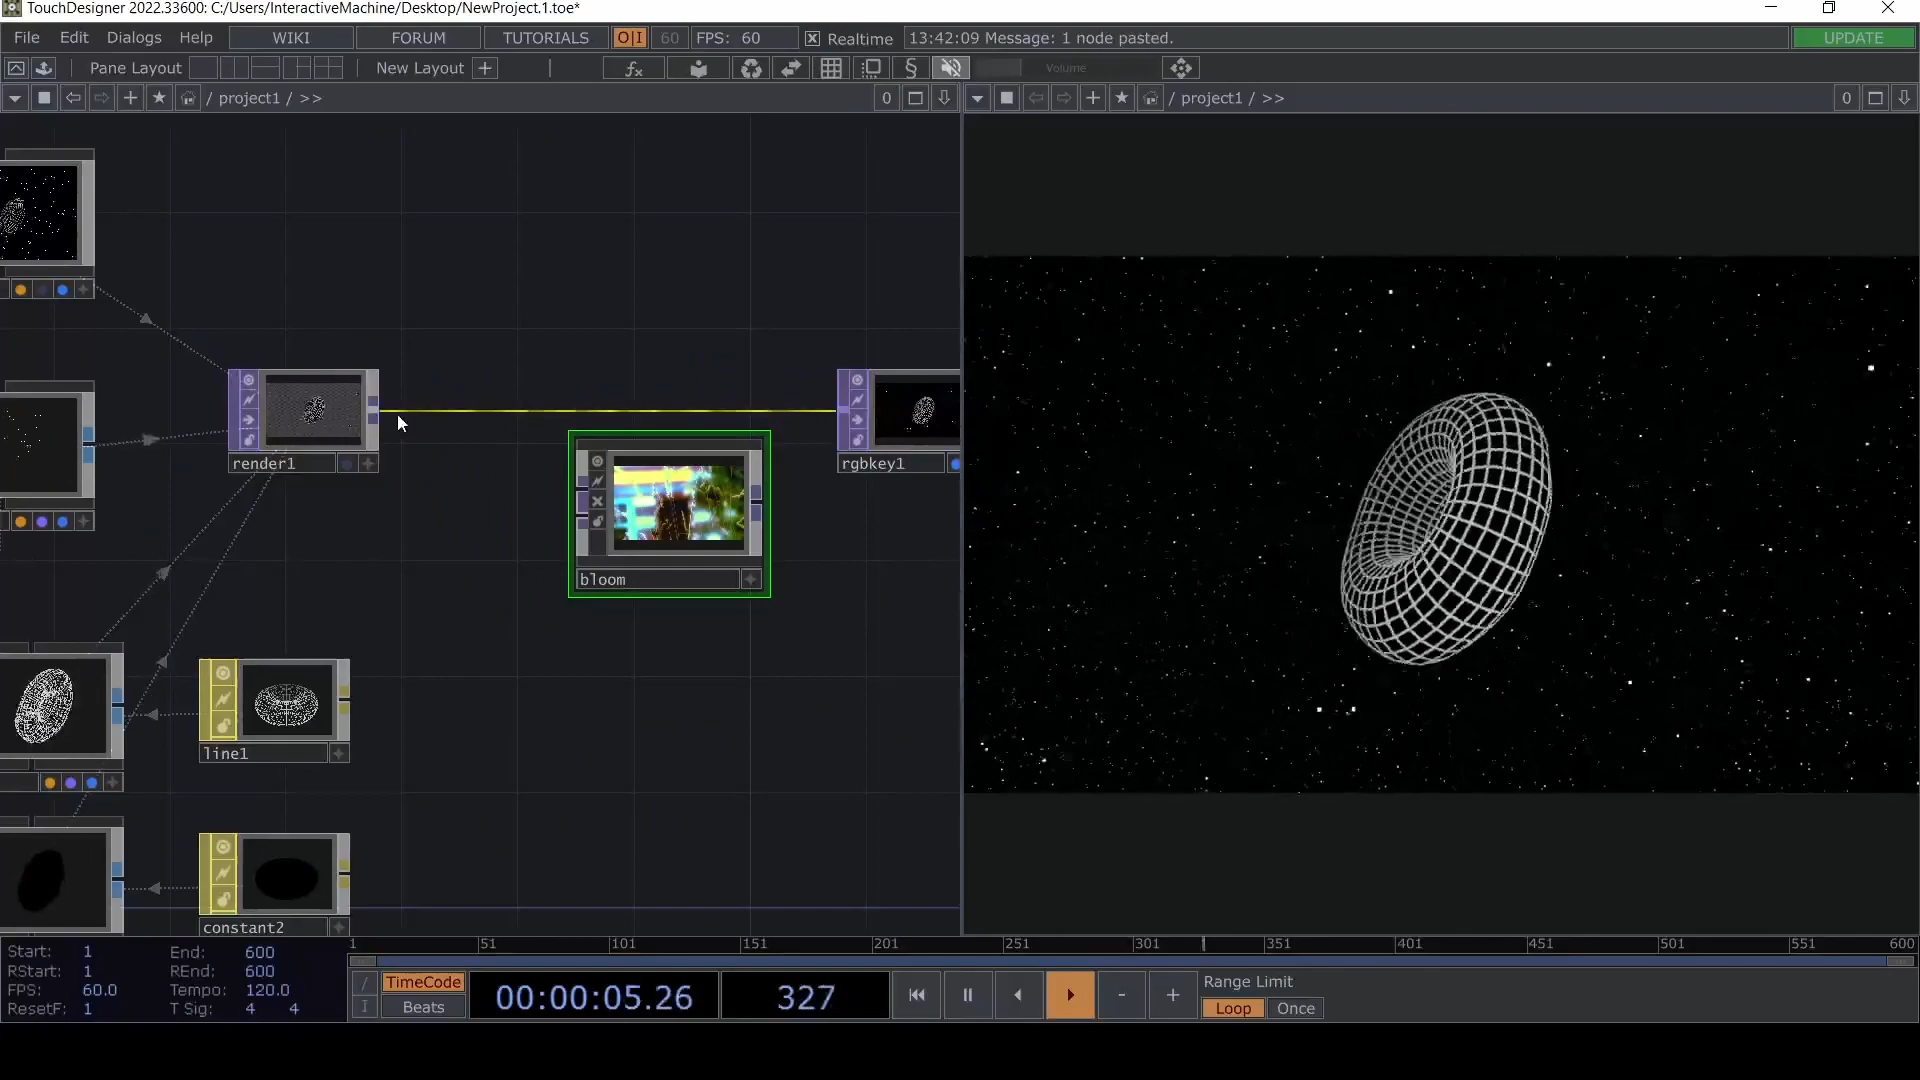 TouchDesigner 2022.33600: C:/Users/InteractiveMachine/Desktop/NewProject.1.toe*
File Edit Dialogs Help WIKI FORUM TUTORIALS O|I 60 FPS: 60 Realtime 13:42:09 Message: 1 node pasted. UPDATE
Pane Layout New Layout + Volume
/ project1 / >> 0
/ project1 / >> 0
render1
rgbkey1
bloom
line1
constant2
1 51 101 151 201 251 301 351 401 451 501 551 600
Start: 1 End: 600
RStart: 1 REnd: 600
FPS: 60.0 Tempo: 120.0
ResetF: 1 T Sig: 4 4
TimeCode
Beats
00:00:05.26
327
Range Limit
Loop Once